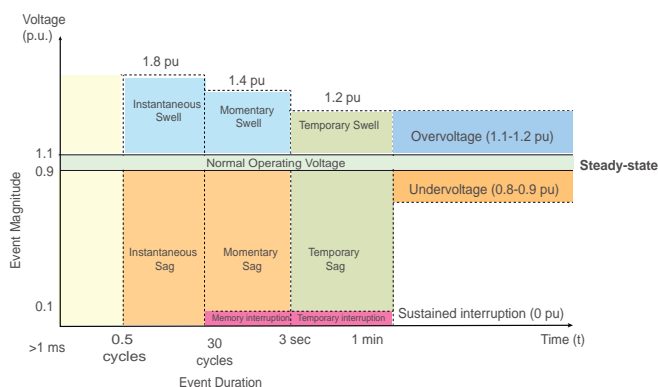 Voltage
(p.u.)
1.8 pu
1.4 pu
1.2 pu
Instantaneous
Swell
Momentary
Swell
Temporary Swell
Overvoltage (1.1-1.2 pu)
1.1
Normal Operating Voltage
Steady-state
0.9
Undervoltage (0.8-0.9 pu)
Event Magnitude
Instantaneous
Sag
Momentary
Sag
Temporary
Sag
0.1
Memory interruption
Temporary interruption
Sustained interruption (0 pu)
>1 ms
0.5
cycles
30
cycles
3 sec
1 min
Time (t)
Event Duration